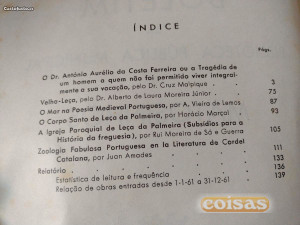 CustoJusto.pt
ÍNDICE
Págs.
O Dr. António Aurélio da Costa Ferreira ou a Tragédia de
um homem a quem não foi permitido viver integral-
mente a sua vocação, pelo Dr. Cruz Malpique 3
Velha-Leça, pelo Dr. Alberto de Laura Moreira Júnior 73
O Mar na Poesia Medieval Portuguesa, por A. Vieira de Lemos 87
O Corpo Santo de Leça da Palmeira, por Horácio Marçal 93
A Igreja Paroquial de Leça da Palmeira (Subsídios para a
História da freguesia), por Rui Moreira de Sá e Guerra 105
Zoologia Fabulosa Portuguesa en la Literatura de Cordel
Catalana, por Juan Amades 111
Relatório 133
Estatística de leitura e frequência 136
Relação de obras entradas desde 1-1-61 a 31-12-61 139
coisas